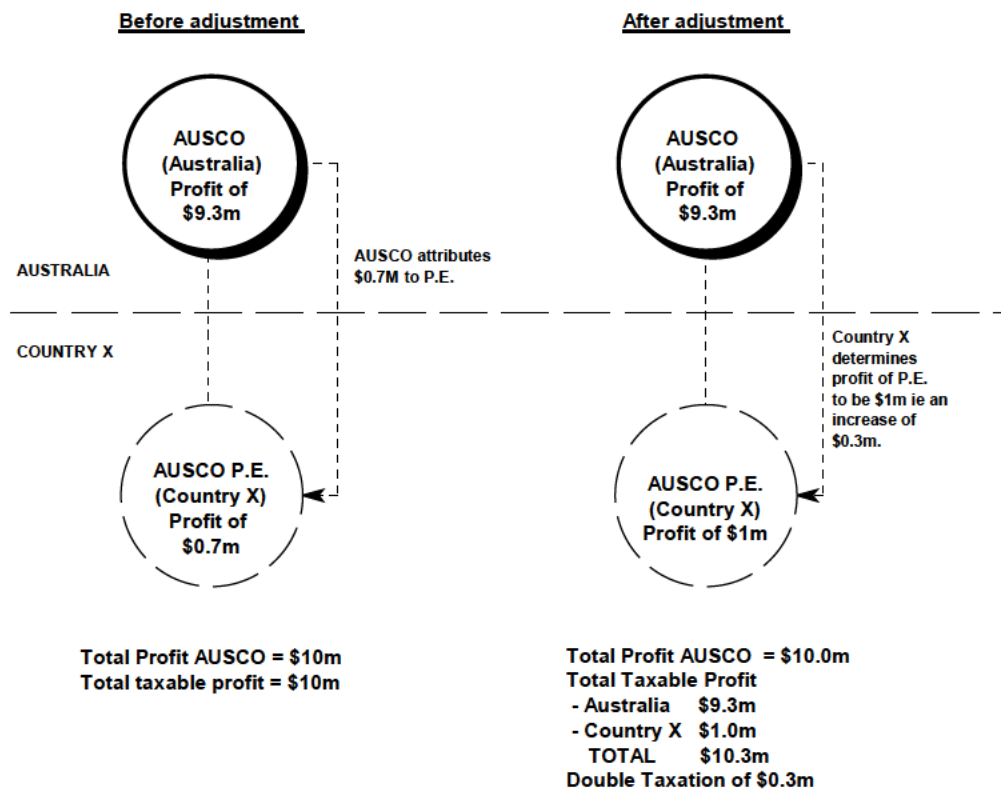 Before adjustment
AUSCO
(Australia)
Profit of
$9.3m
AUSCO attributes
$0.7M to P.E.
AUSTRALIA
COUNTRY X
AUSCO P.E.
(Country X)
Profit of
$0.7m
Total Profit AUSCO = $10m
Total taxable profit = $10m
After adjustment
AUSCO
(Australia)
Profit of
$9.3m
Country X
determines
profit of P.E.
to be $1m ie an
increase of
$0.3m.
AUSCO P.E.
(Country X)
Profit of $1m
Total Profit AUSCO = $10.0m
Total Taxable Profit
- Australia $9.3m
- Country X $1.0m
TOTAL $10.3m
Double Taxation of $0.3m